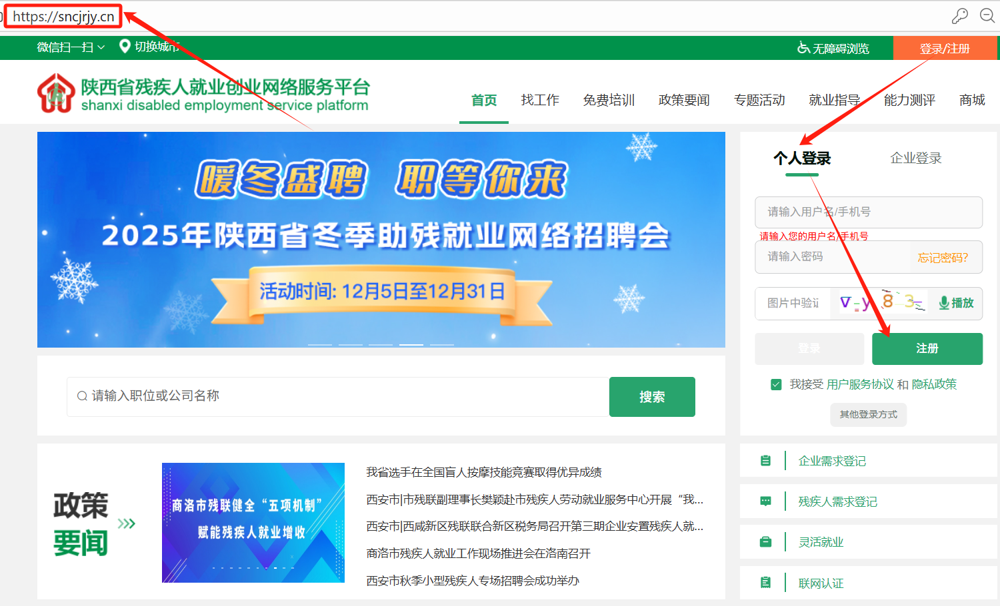 https://sncjrjy.cn
微信扫一扫
切换城市
无障碍浏览
登录/注册
陕西省残疾人就业创业网络服务平台
shanxi disabled employment service platform
首页
找工作
免费培训
政策要闻
专题活动
就业指导
能力测评
商城
暖冬盛聘 职等你来
2025年陕西省冬季助残就业网络招聘会
活动时间: 12月5日至12月31日
个人登录
企业登录
请输入用户名/手机号
请输入您的用户名/手机号
请输入密码
忘记密码?
图片中验证
播放
登录
注册
我接受 用户服务协议 和 隐私政策
其他登录方式
请输入职位或公司名称
搜索
政策
要闻
商洛市残联健全“五项机制”
赋能残疾人就业增收
我省选手在全国盲人按摩技能竞赛取得优异成绩
西安市|市残联副理事长樊颖赴市残疾人劳动就业服务中心开展“我...
西安市|西咸新区残联联合新区税务局召开第三期企业安置残疾人就...
商洛市残疾人就业工作现场推进会在洛南召开
西安市秋季小型残疾人专场招聘会成功举办
企业需求登记
残疾人需求登记
灵活就业
联网认证